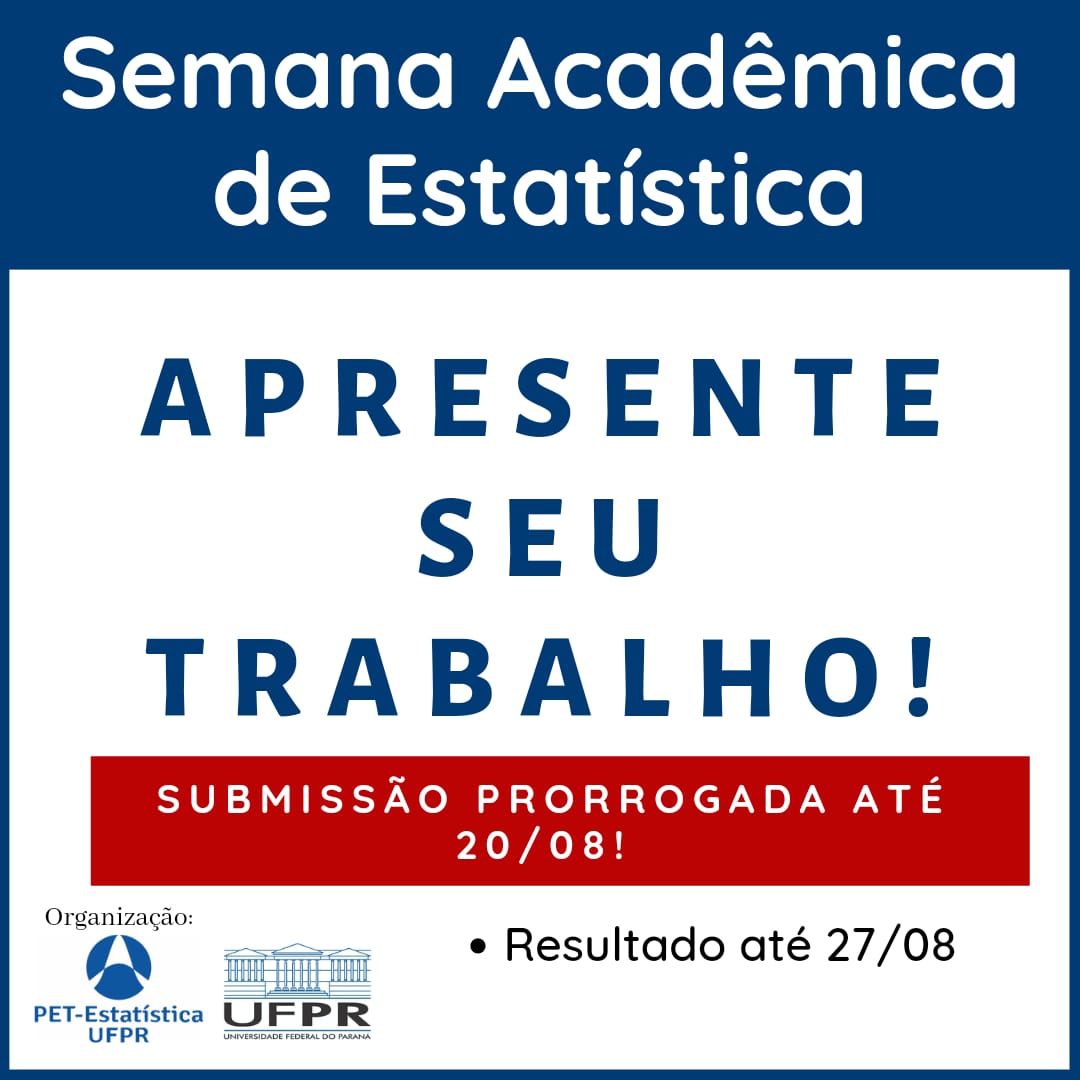 Semana Acadêmica
de Estatística
APRESENTE
SEU
TRABALHO!
SUBMISSÃO PRORROGADA ATÉ
20/08!
Organização:
PET-Estatística
UFPR
UFPR
UNIVERSIDADE FEDERAL DO PARANÁ
• Resultado até 27/08